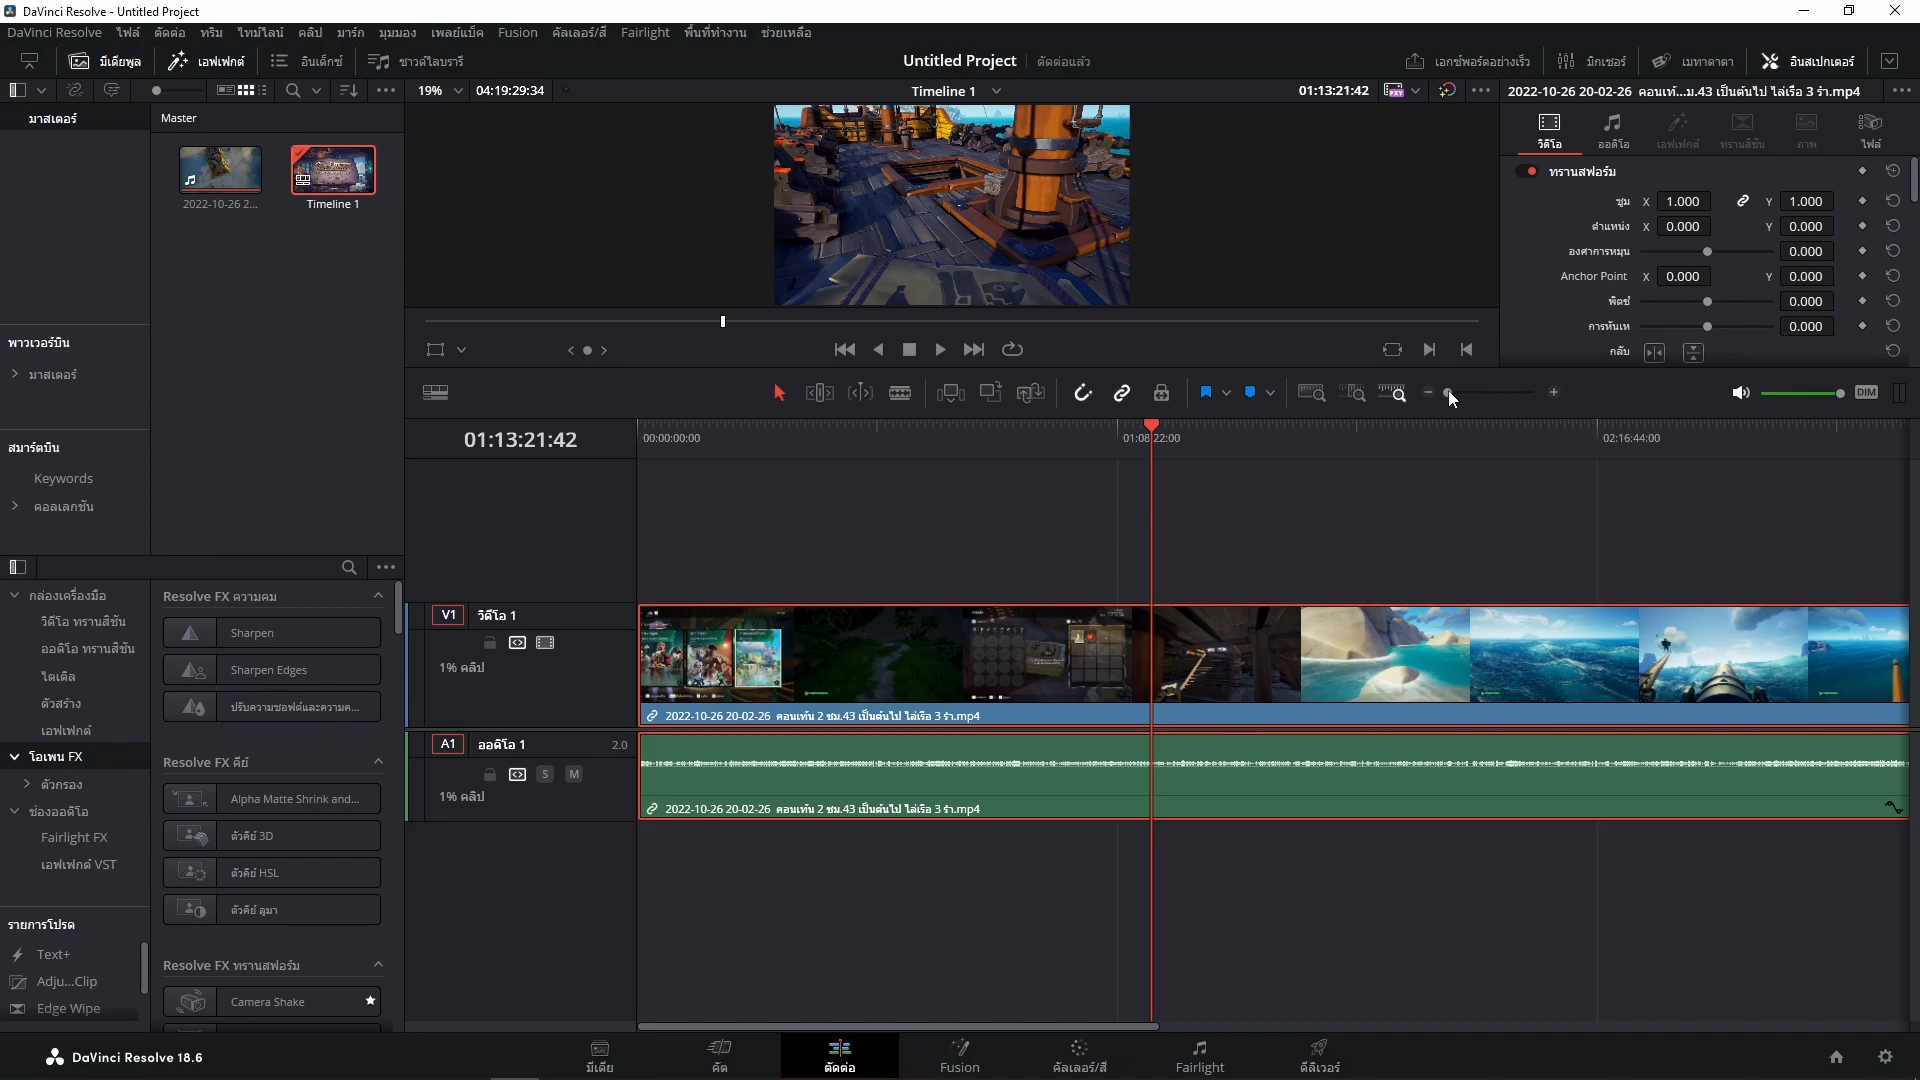 DaVinci Resolve - Untitled Project
DaVinci Resolve ไฟล์ ตัดต่อ ทริม ไทม์ไลน์ คลิป มาร์ก มุมมอง เพลย์แบ็ค Fusion คัลเลอร์/สี Fairlight พื้นที่ทำงาน ช่วยเหลือ
มีเดียพูล เอฟเฟกต์ อินเด็กซ์ ซาวด์ไลบรารี Untitled Project ตัดต่อแล้ว เอกซ์พอร์ตอย่างเร็ว มิกเซอร์ เมทาดาตา อินสเปกเตอร์
19% 04:19:29:34 Timeline 1 01:13:21:42 PXY 2022-10-26 20-02-26 คอนเท้...ม.43 เป็นต้นไป ไล่เรือ 3 รำ.mp4
มาสเตอร์ Master
วิดีโอ ออดิโอ เอฟเฟกต์ ทรานสิชัน ภาพ ไฟล์
2022-10-26 2... Timeline 1
ทรานสฟอร์ม
ซูม X 1.000 Y 1.000
ตำแหน่ง X 0.000 Y 0.000
องศาการหมุน 0.000
Anchor Point X 0.000 Y 0.000
พิตช์ 0.000
การหันเห 0.000
กลับ
พาวเวอร์บิน
มาสเตอร์
สมาร์ตบิน
Keywords
คอลเลกชัน
DIM
01:13:21:42 00:00:00:00 01:08:22:00 02:16:44:00
กล่องเครื่องมือ
วิดีโอ ทรานสิชัน
ออดิโอ ทรานสิชัน
ไตเติล
ตัวสร้าง
เอฟเฟกต์
โอเพน FX
ตัวกรอง
ช่องออดิโอ
Fairlight FX
เอฟเฟกต์ VST
รายการโปรด
Text+
Adju...Clip
Edge Wipe
Resolve FX ความคม
Sharpen
Sharpen Edges
ปรับความซอฟต์และความค...
Resolve FX คีย์
Alpha Matte Shrink and...
ตัวคีย์ 3D
ตัวคีย์ HSL
ตัวคีย์ ลูมา
Resolve FX ทรานสฟอร์ม
Camera Shake
V1 วิดีโอ 1
1% คลิป
2022-10-26 20-02-26 คอนเท้น 2 ชม.43 เป็นต้นไป ไล่เรือ 3 รำ.mp4
A1 ออดิโอ 1 2.0
S M
1% คลิป
2022-10-26 20-02-26 คอนเท้น 2 ชม.43 เป็นต้นไป ไล่เรือ 3 รำ.mp4
DaVinci Resolve 18.6
มีเดีย คัต ตัดต่อ Fusion คัลเลอร์/สี Fairlight ดีลิเวอร์